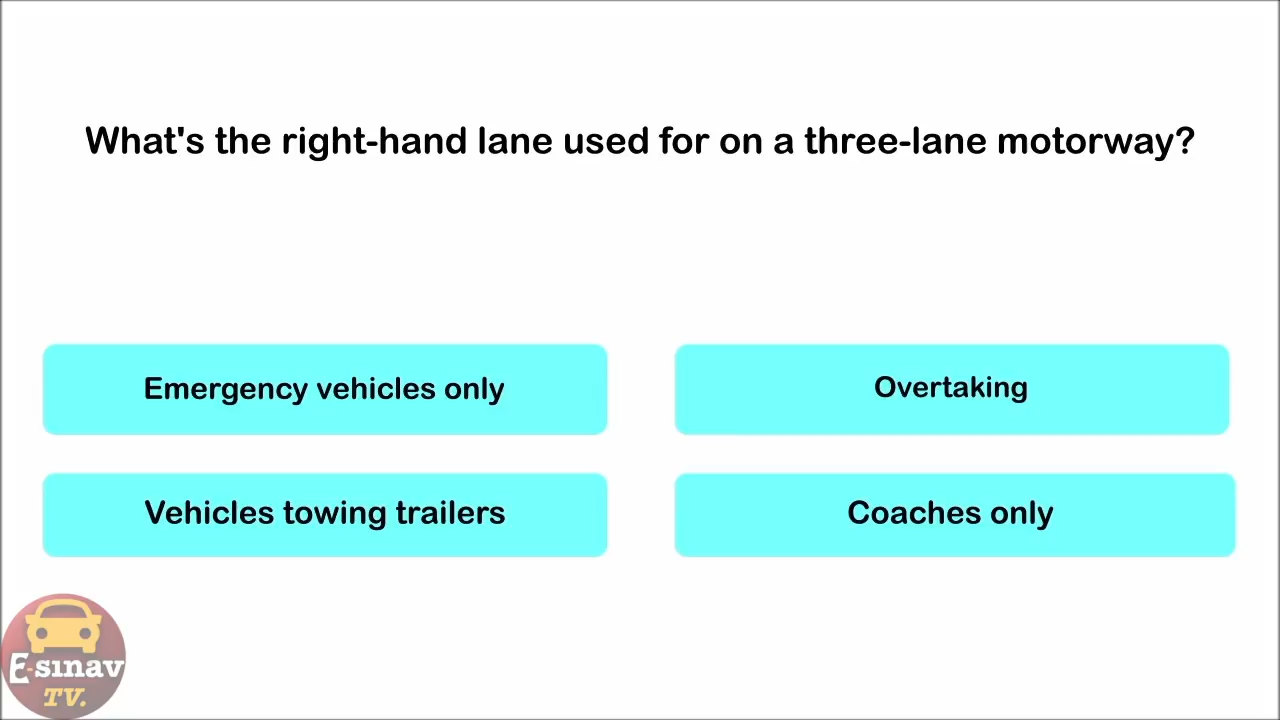 What's the right-hand lane used for on a three-lane motorway?
Emergency vehicles only
Overtaking
Vehicles towing trailers
Coaches only
E-sınav
TV.